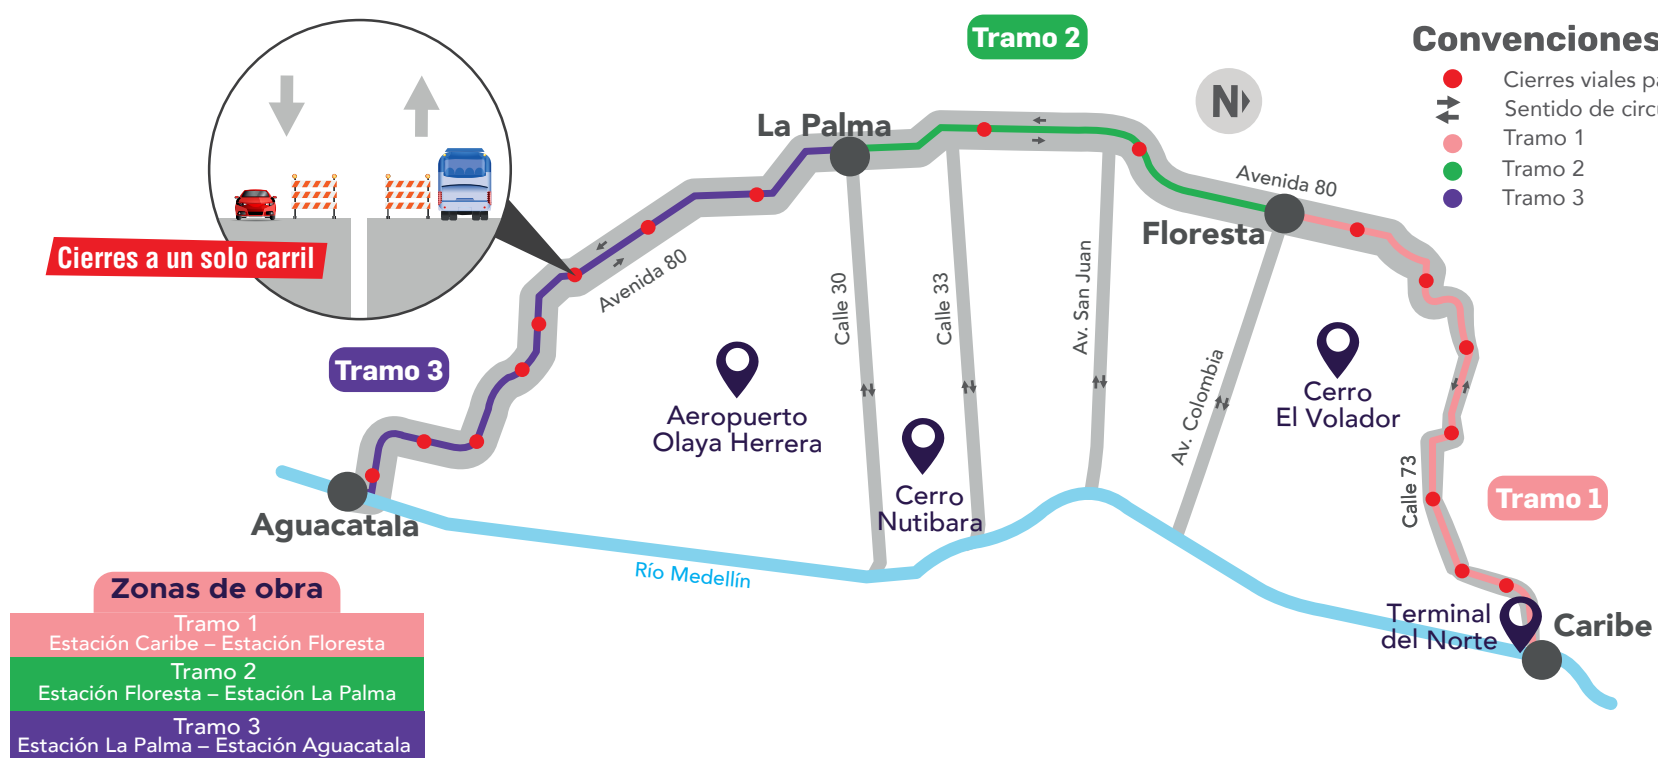 Tramo 2
Convenciones
Cierres viales
Sentido de
Tramo 1
Tramo 2
Tramo 3
N
La Palma
Avenida 80
Floresta
Cierres a un solo carril
Avenida 80
Calle 30
Calle 33
Av. San Juan
Av. Colombia
Tramo 3
Aeropuerto
Olaya Herrera
Cerro
El Volador
Cerro
Nutibara
Calle 73
Tramo 1
Aguacatala
Río Medellín
Terminal
del Norte
Caribe
Zonas de obra
Tramo 1
Estación Caribe – Estación Floresta
Tramo 2
Estación Floresta – Estación La Palma
Tramo 3
Estación La Palma – Estación Aguacatala